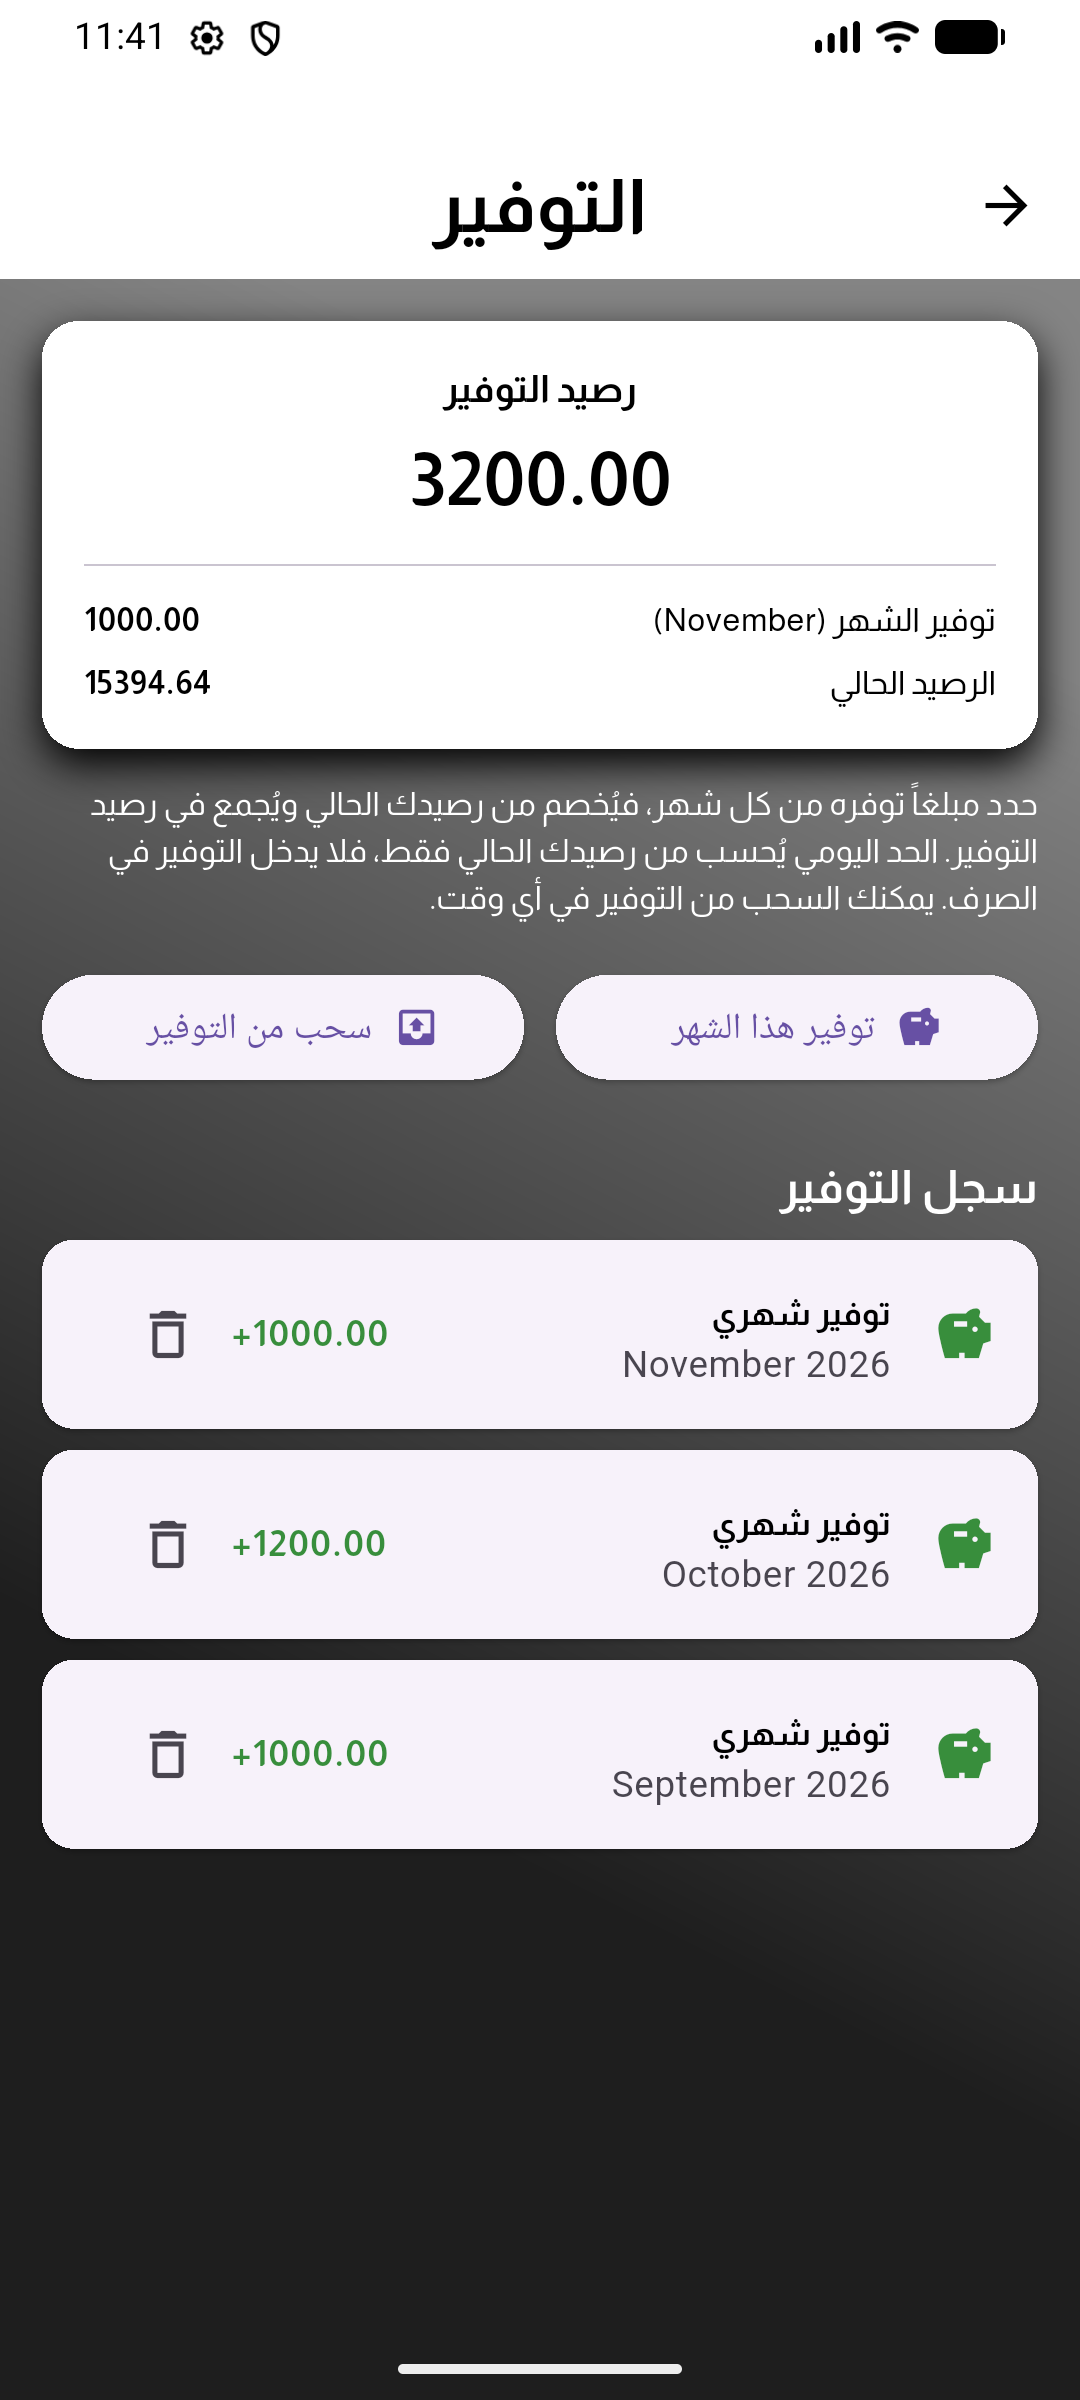 11:41
التوفير
رصيد التوفير
3200.00
توفير الشهر (November)
1000.00
الرصيد الحالي
15394.64
حدد مبلغاً توفره من كل شهر، فيُخصم من رصيدك الحالي ويُجمع في رصيد
التوفير. الحد اليومي يُحسب من رصيدك الحالي فقط، فلا يدخل التوفير في
الصرف. يمكنك السحب من التوفير في أي وقت.
توفير هذا الشهر
سحب من التوفير
سجل التوفير
توفير شهري
November 2026
+1000.00
توفير شهري
October 2026
+1200.00
توفير شهري
September 2026
+1000.00